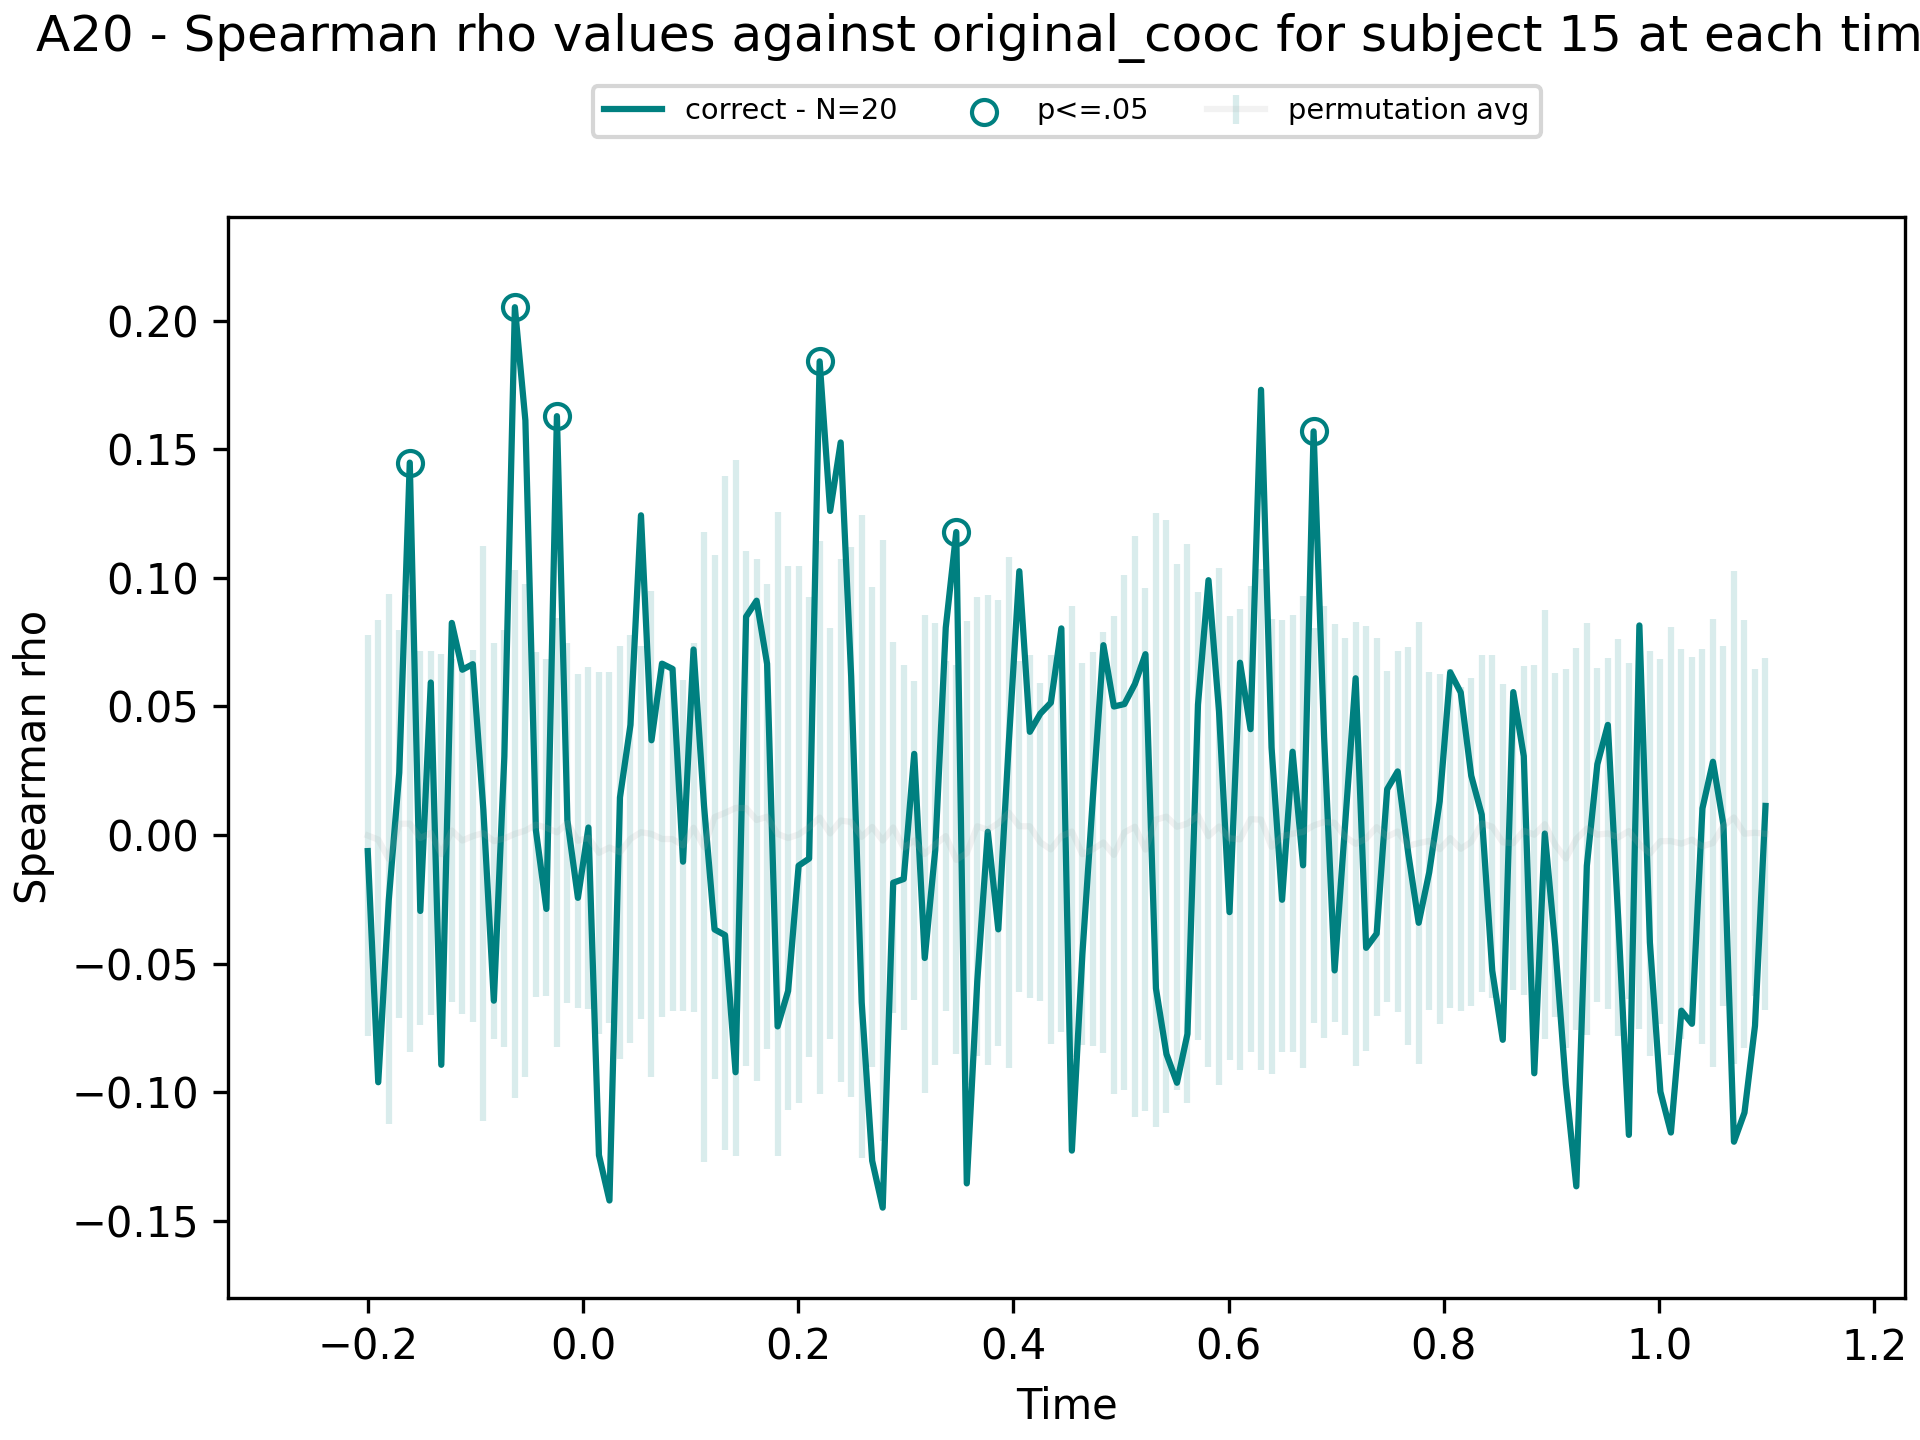 A20 - Spearman rho values against original_cooc for subject 15 at each tim
correct - N=20 p<=.05 permutation avg
0.20
0.15
0.10
0.05
0.00
−0.05
−0.10
−0.15
Spearman rho
−0.2 0.0 0.2 0.4 0.6 0.8 1.0 1.2
Time